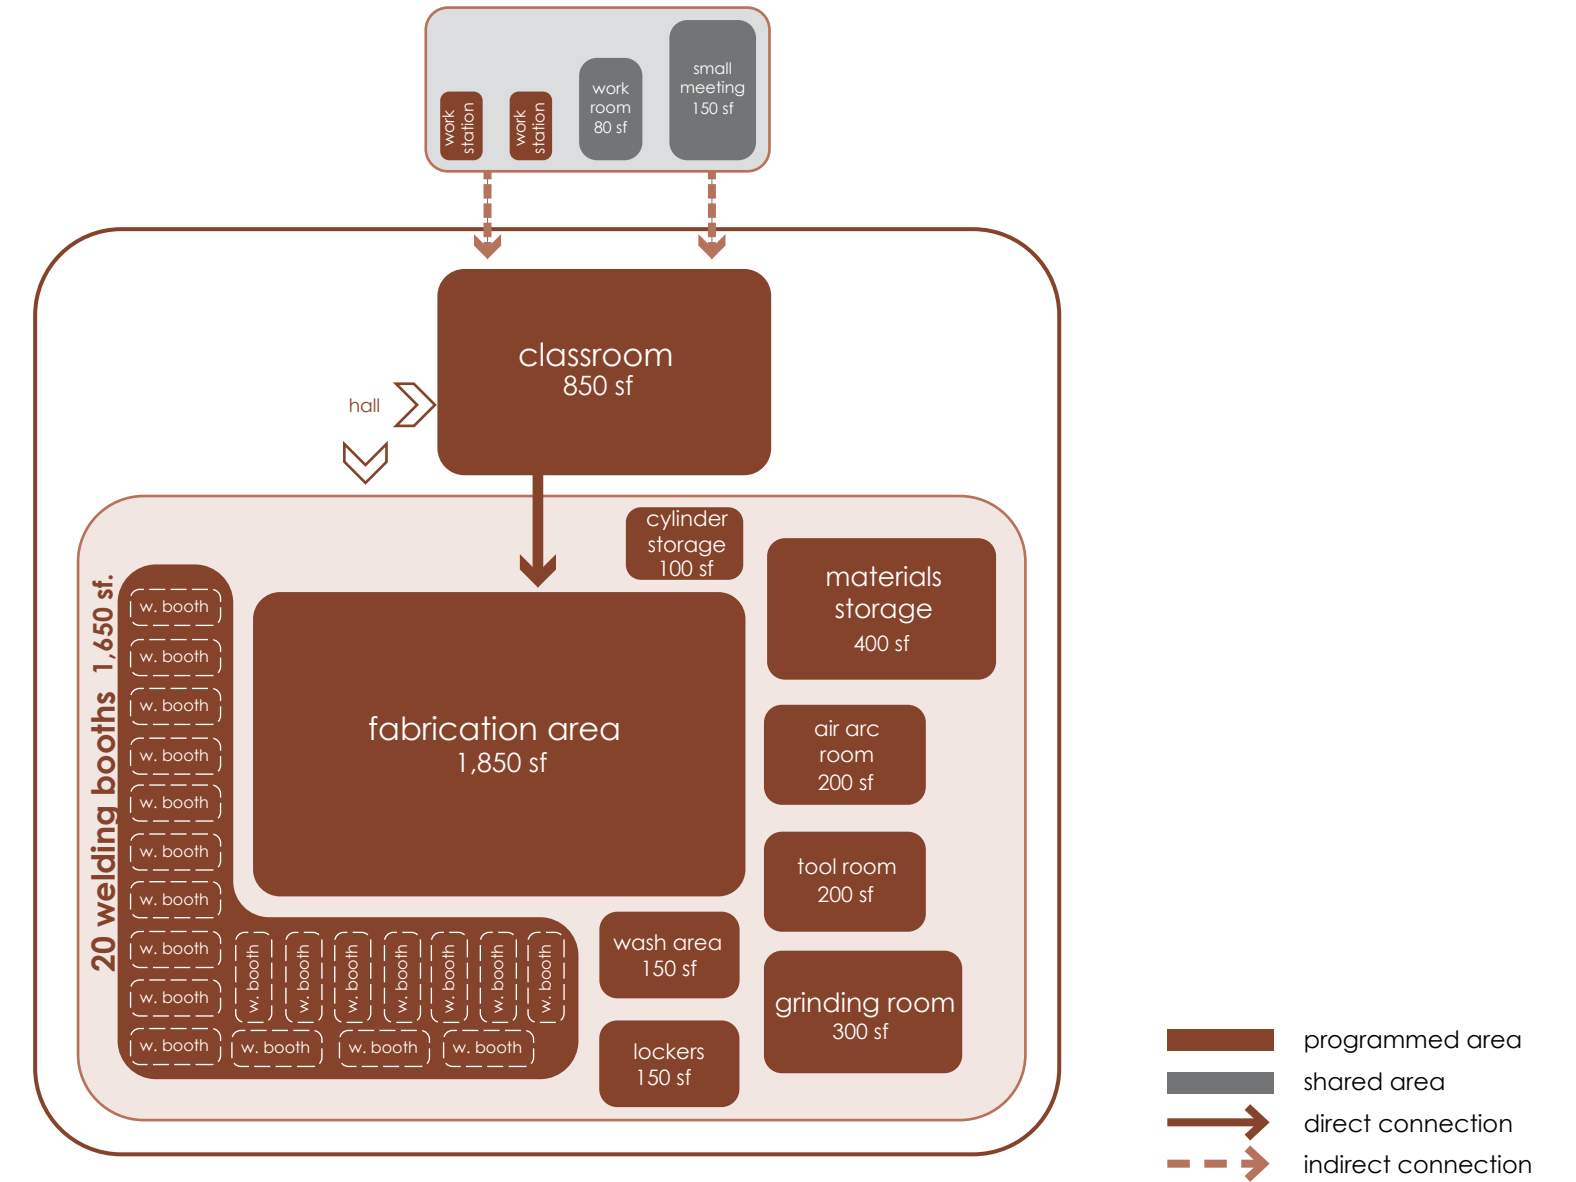 work
station
work
station
work
room
80 sf
small
meeting
150 sf
classroom
850 sf
hall
cylinder
storage
100 sf
materials
storage
400 sf
20 welding booths 1,650 sf.
w. booth
w. booth
w. booth
w. booth
w. booth
w. booth
w. booth
w. booth
w. booth
w. booth
fabrication area
1,850 sf
air arc
room
200 sf
tool room
200 sf
w. booth
w. booth
w. booth
w. booth
w. booth
w. booth
w. booth
w. booth
w. booth
w. booth
wash area
150 sf
lockers
150 sf
grinding room
300 sf
programmed area
shared area
direct connection
indirect connection